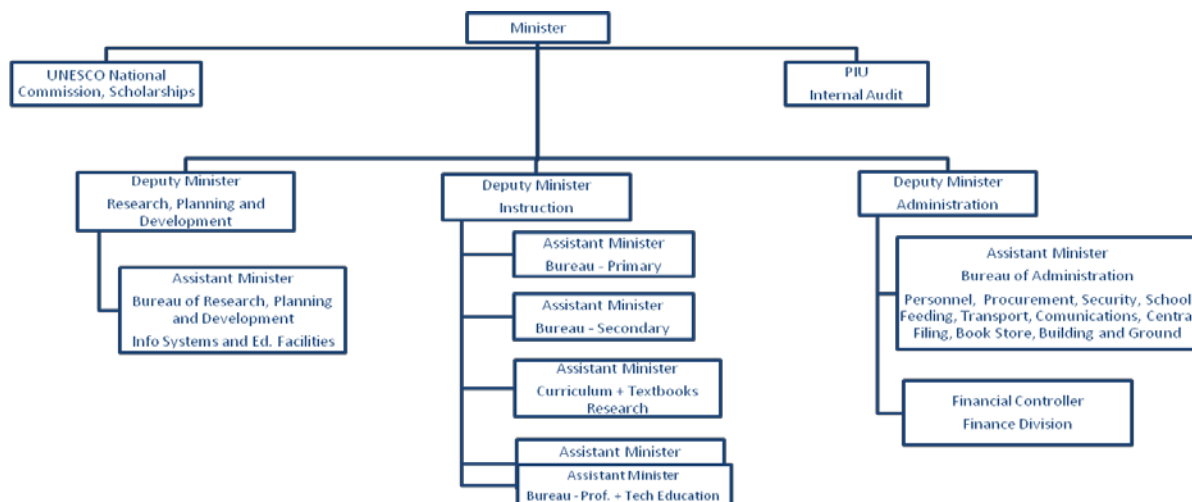 Minister
UNESCO National
Commission, Scholarships
PIU
Internal Audit
Deputy Minister
Research, Planning and
Development
Assistant Minister
Bureau of Research, Planning
and Development
Info Systems and Ed. Facilities
Deputy Minister
Instruction
Assistant Minister
Bureau - Primary
Assistant Minister
Bureau - Secondary
Assistant Minister
Curriculum + Textbooks
Research
Assistant Minister
Assistant Minister
Bureau - Prof. + Tech Education
Deputy Minister
Administration
Assistant Minister
Bureau of Administration
Personnel, Procurement, Security, School
Feeding, Transport, Comunications, Centra
Filing, Book Store, Building and Ground
Financial Controller
Finance Division